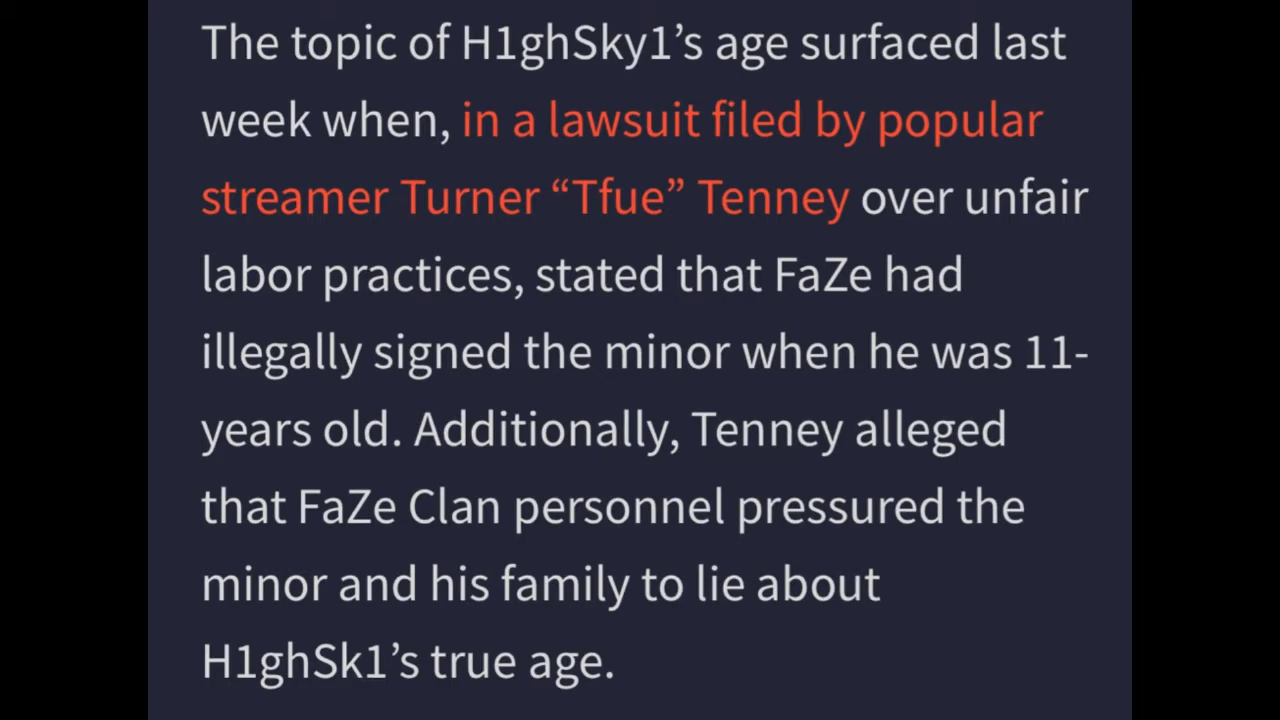 The topic of H1ghSky1’s age surfaced last
week when, in a lawsuit filed by popular
streamer Turner “Tfue” Tenney over unfair
labor practices, stated that FaZe had
illegally signed the minor when he was 11-
years old. Additionally, Tenney alleged
that FaZe Clan personnel pressured the
minor and his family to lie about
H1ghSk1’s true age.